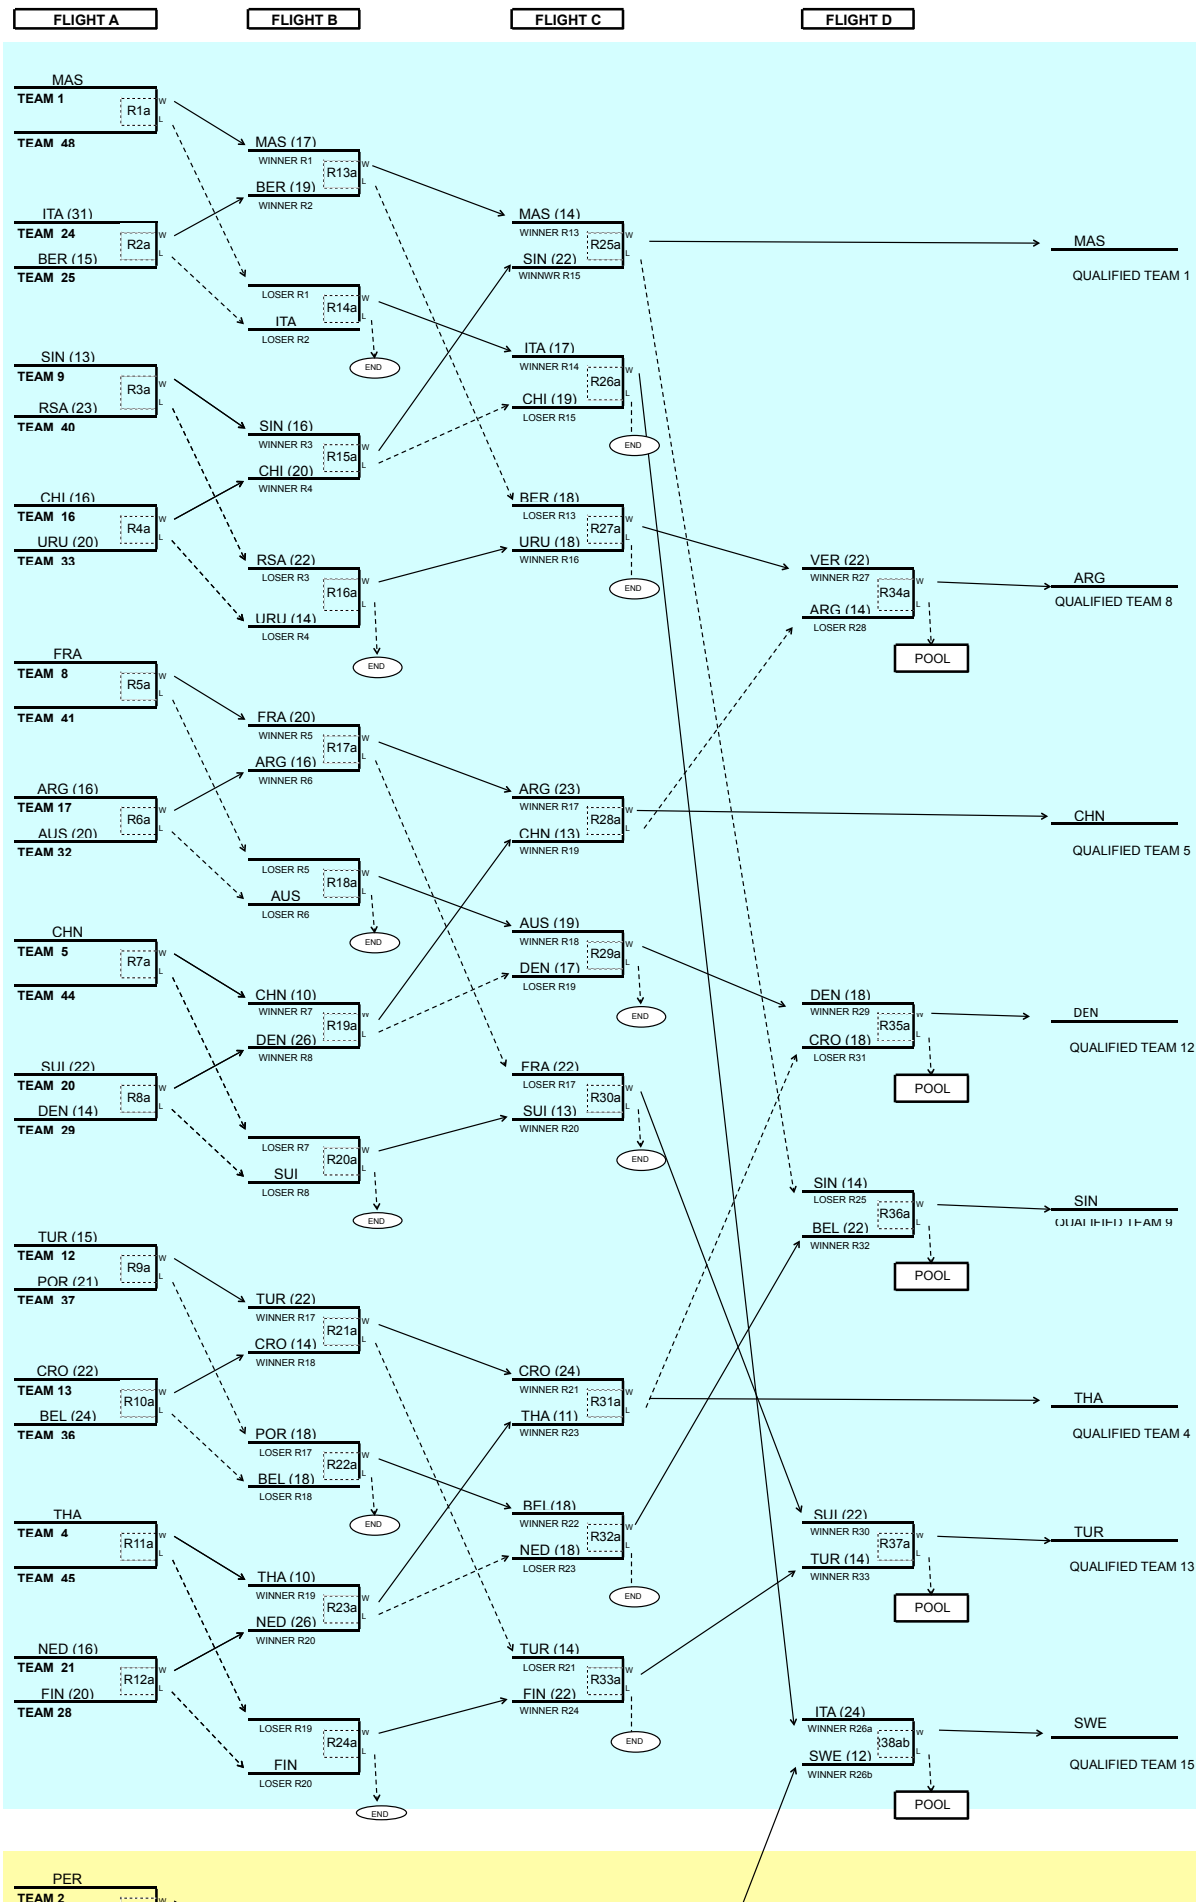 FLIGHT A
FLIGHT B
FLIGHT C
FLIGHT D
MAS
TEAM 1
R1a
W
L
TEAM 48
ITA (31)
TEAM 24
R2a
W
L
BER (15)
TEAM 25
SIN (13)
TEAM 9
R3a
W
L
RSA (23)
TEAM 40
CHI (16)
TEAM 16
R4a
W
L
URU (20)
TEAM 33
FRA
TEAM 8
R5a
W
L
TEAM 41
ARG (16)
TEAM 17
R6a
W
L
AUS (20)
TEAM 32
CHN
TEAM 5
R7a
W
L
TEAM 44
SUI (22)
TEAM 20
R8a
W
L
DEN (14)
TEAM 29
TUR (15)
TEAM 12
R9a
W
L
POR (21)
TEAM 37
CRO (22)
TEAM 13
R10a
W
L
BEL (24)
TEAM 36
THA
TEAM 4
R11a
W
L
TEAM 45
NED (16)
TEAM 21
R12a
W
L
FIN (20)
TEAM 28
MAS (17)
WINNER R1
R13a
W
L
BER (19)
WINNER R2
LOSER R1
R14a
W
L
ITA
LOSER R2
END
SIN (16)
WINNER R3
R15a
W
L
CHI (20)
WINNER R4
RSA (22)
LOSER R3
R16a
W
L
URU (14)
LOSER R4
END
FRA (20)
WINNER R5
R17a
W
L
ARG (16)
WINNER R6
LOSER R5
R18a
W
L
AUS
LOSER R6
END
CHN (10)
WINNER R7
R19a
W
L
DEN (26)
WINNER R8
LOSER R7
R20a
W
L
SUI
LOSER R8
END
TUR (22)
WINNER R17
R21a
W
L
CRO (14)
WINNER R18
POR (18)
LOSER R17
R22a
W
L
BEL (18)
LOSER R18
END
THA (10)
WINNER R19
R23a
W
L
NED (26)
WINNER R20
LOSER R19
R24a
W
L
FIN
LOSER R20
END
MAS (14)
WINNER R13
R25a
W
L
SIN (22)
WINNWR R15
ITA (17)
WINNER R14
R26a
W
L
CHI (19)
LOSER R15
END
BER (18)
LOSER R13
R27a
W
L
URU (18)
WINNER R16
END
ARG (23)
WINNER R17
R28a
W
L
CHN (13)
WINNER R19
AUS (19)
WINNER R18
R29a
W
L
DEN (17)
LOSER R19
END
FRA (22)
LOSER R17
R30a
W
L
SUI (13)
WINNER R20
END
CRO (24)
WINNER R21
R31a
W
L
THA (11)
WINNER R23
BEL (18)
WINNER R22
R32a
W
L
NED (18)
LOSER R23
END
TUR (14)
LOSER R21
R33a
W
L
FIN (22)
WINNER R24
END
VER (22)
WINNER R27
R34a
W
L
ARG (14)
LOSER R28
POOL
DEN (18)
WINNER R29
R35a
W
L
CRO (18)
LOSER R31
POOL
SIN (14)
LOSER R25
R36a
W
L
BEL (22)
WINNER R32
POOL
SUI (22)
WINNER R30
R37a
W
L
TUR (14)
WINNER R33
POOL
ITA (24)
WINNER R26a
38ab
W
L
SWE (12)
WINNER R26b
POOL
MAS
QUALIFIED TEAM 1
ARG
QUALIFIED TEAM 8
CHN
QUALIFIED TEAM 5
DEN
QUALIFIED TEAM 12
SIN
QUALIFIED TEAM 9
THA
QUALIFIED TEAM 4
TUR
QUALIFIED TEAM 13
SWE
QUALIFIED TEAM 15
PER
TEAM 2
W